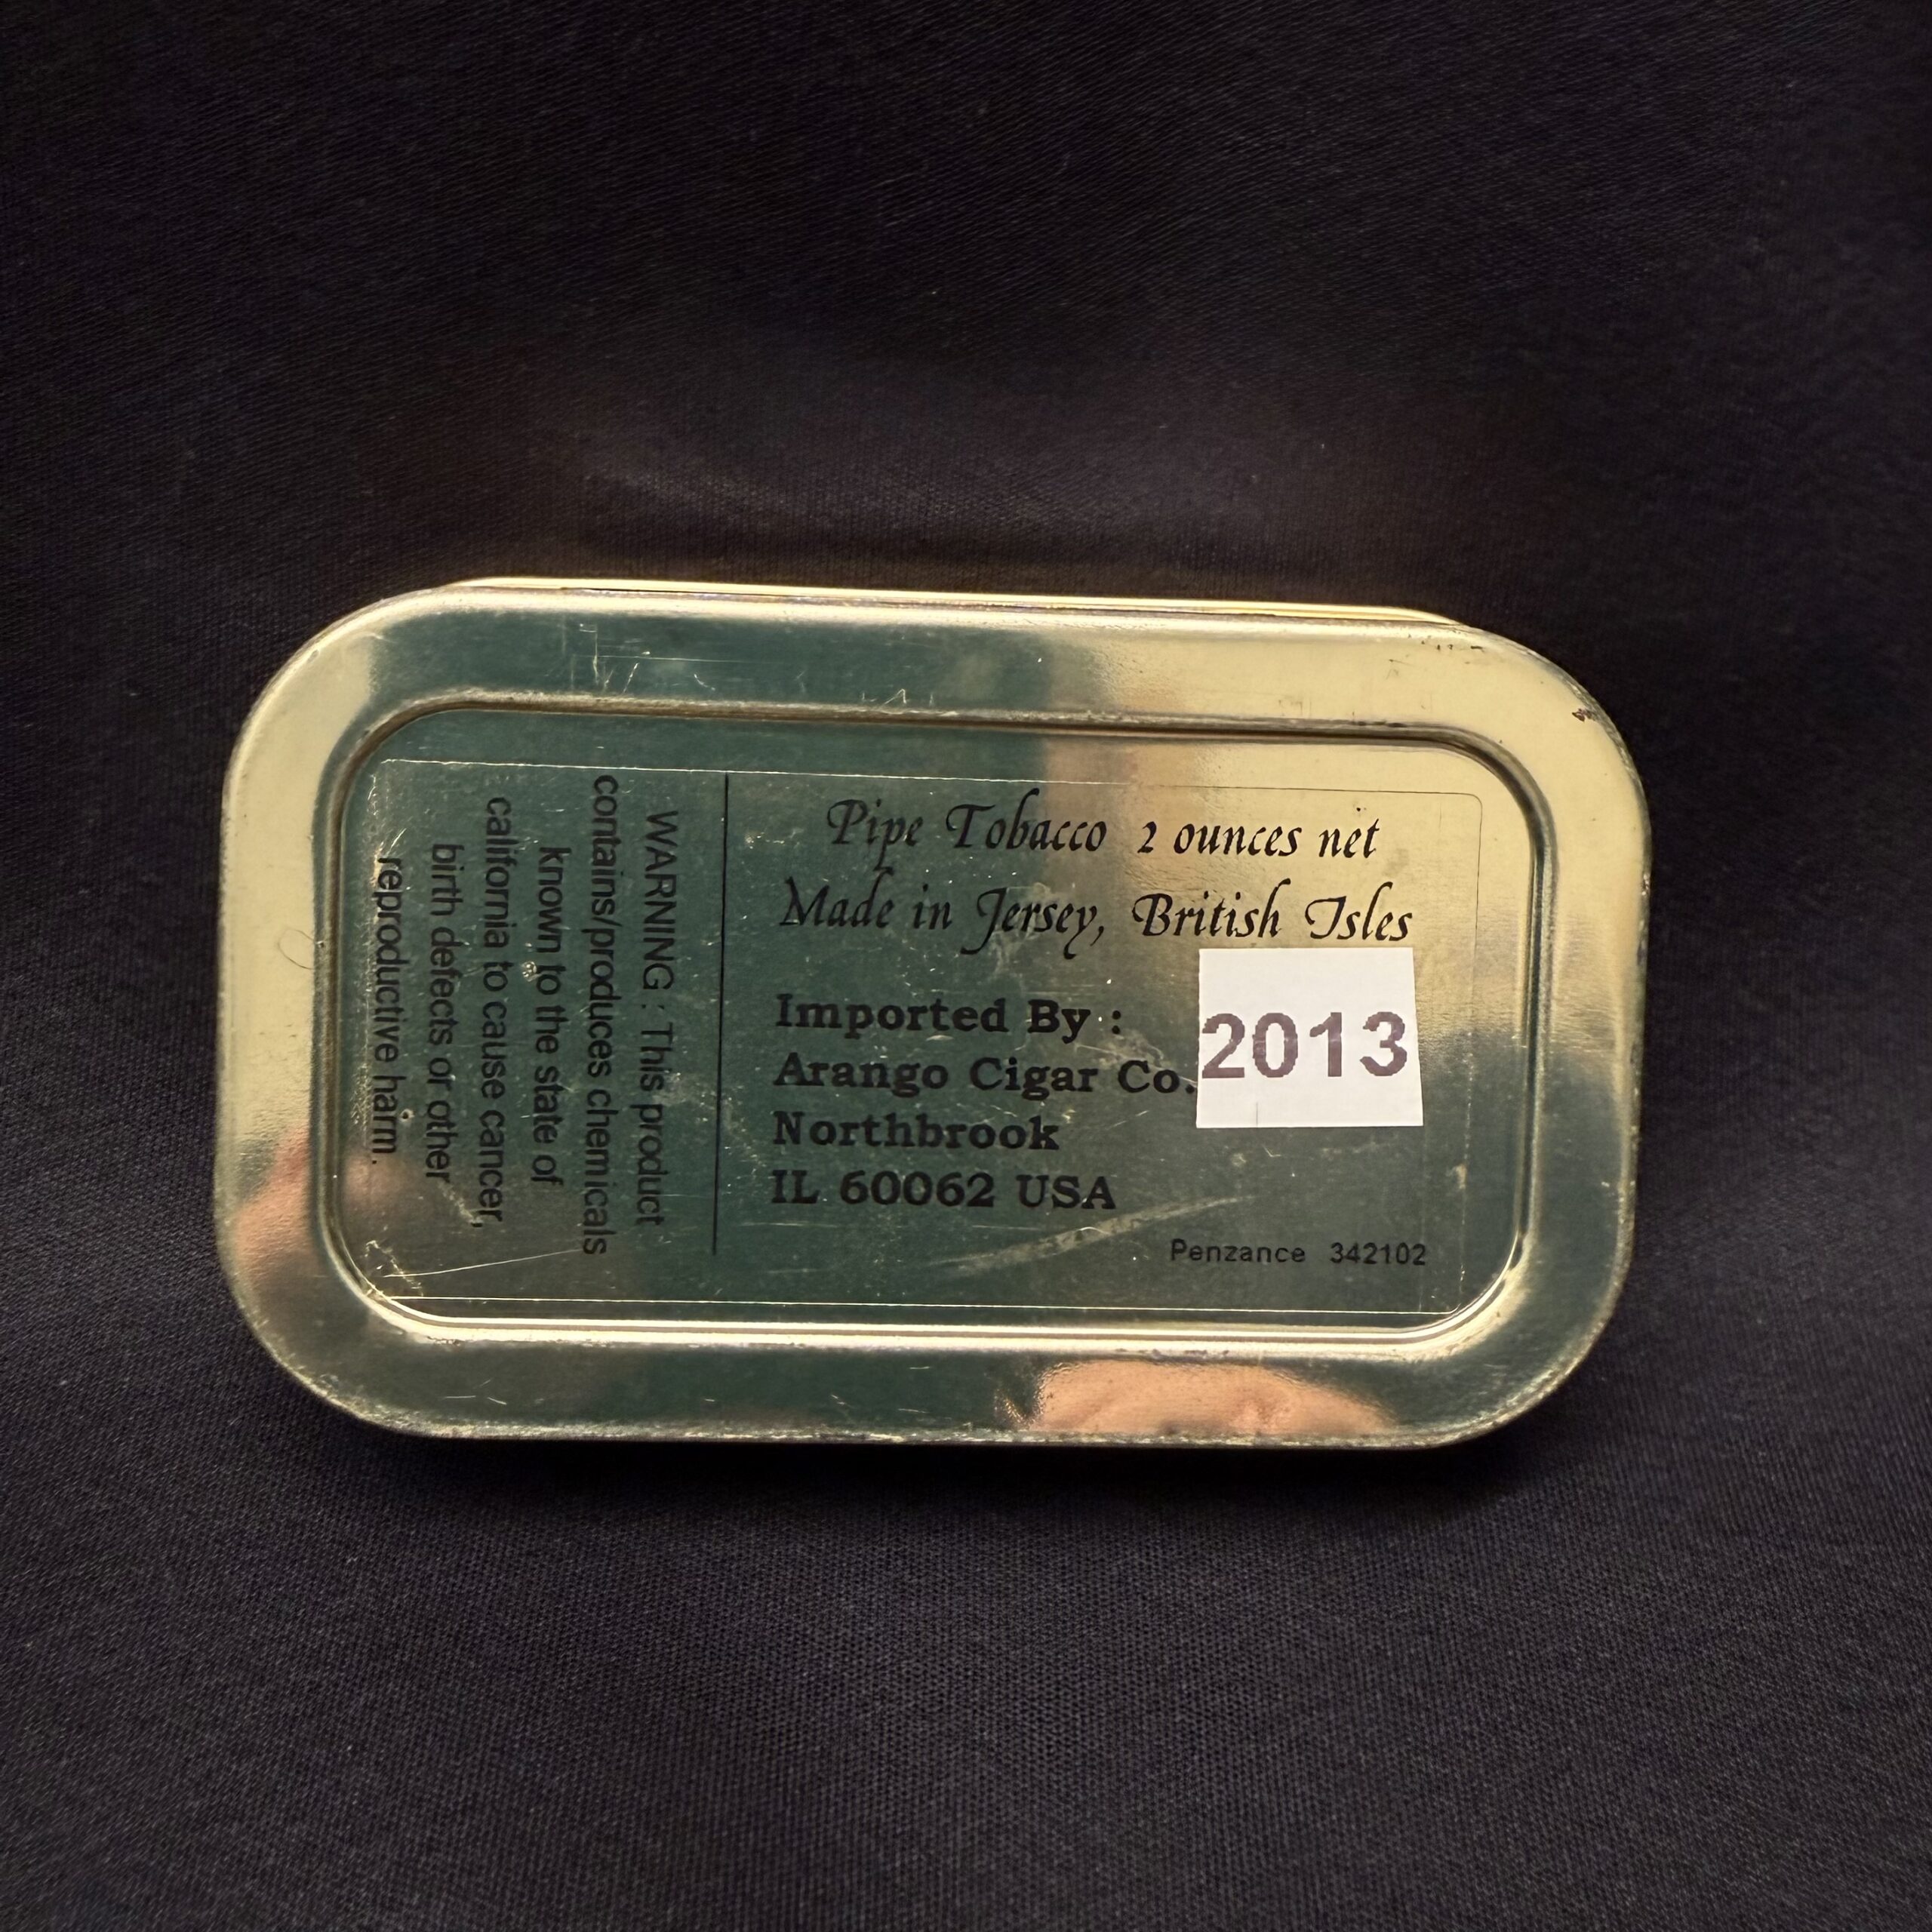 Pipe Tobacco 2 ounces net
Made in Jersey, British Isles
Imported By :
Arango Cigar Co.
Northbrook
IL 60062 USA
2013
Penzance 342102
WARNING : This product
contains/produces chemicals
known to the state of
california to cause cancer,
birth defects or other
reproductive harm.